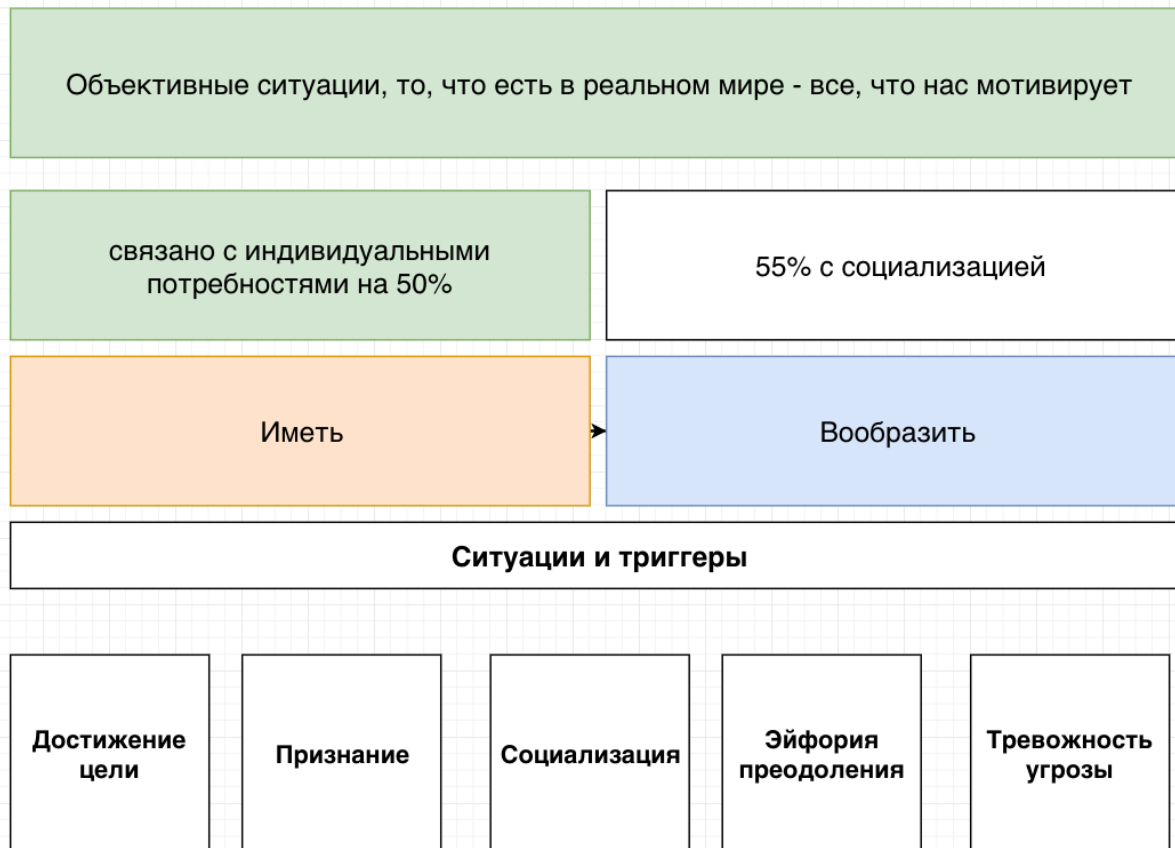 Объективные ситуации, то, что есть в реальном мире - все, что нас мотивирует
связано с индивидуальными
потребностями на 50%
55% с социализацией
Иметь
Вообразить
Ситуации и триггеры
Достижение
цели
Признание
Социализация
Эйфория
преодоления
Тревожность
угрозы